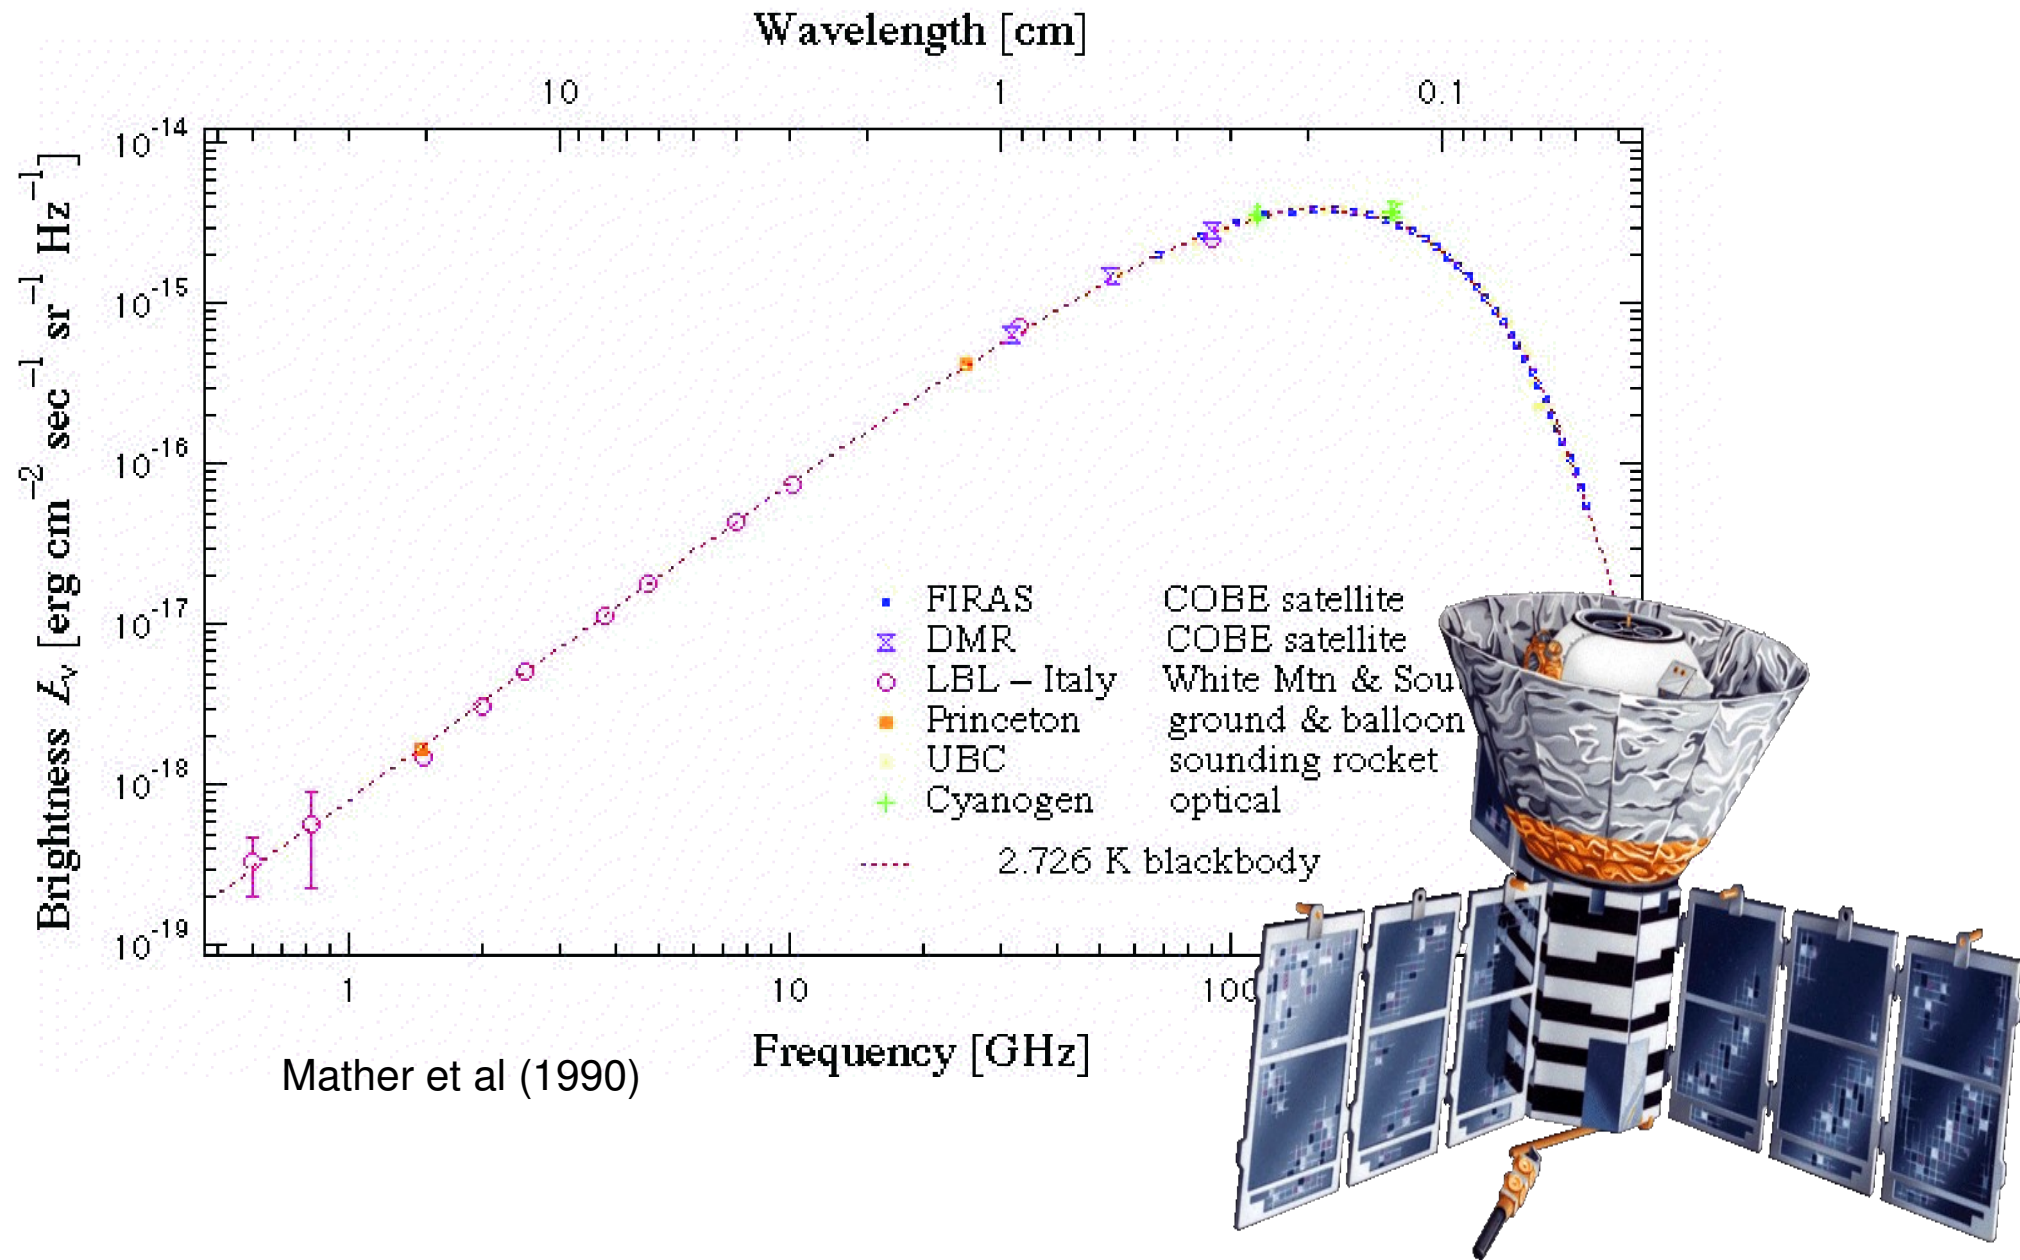 Wavelength [cm]
10 1 0.1
Brightness I_ν [erg cm⁻² sec⁻¹ sr⁻¹ Hz⁻¹]
10⁻¹⁴
10⁻¹⁵
10⁻¹⁶
10⁻¹⁷
10⁻¹⁸
10⁻¹⁹
FIRAS COBE satellite
DMR COBE satellite
LBL – Italy White Mtn &
Princeton ground & balloon
UBC sounding rocket
Cyanogen optical
2.726 K blackbody
1 10 100
Frequency [GHz]
Mather et al (1990)